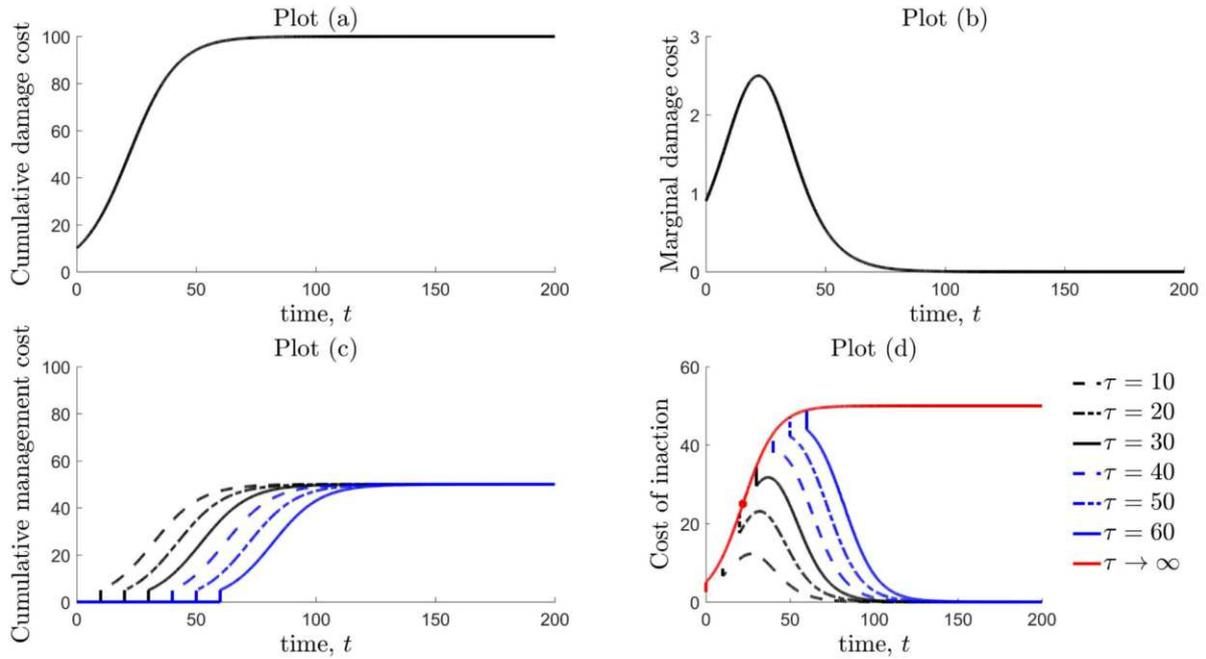 Plot (a)
Cumulative damage cost
100
80
60
40
20
0
0 50 100 150 200
time, t
Plot (b)
Marginal damage cost
3
2
1
0
0 50 100 150 200
time, t
Plot (c)
Cumulative management cost
100
80
60
40
20
0
0 50 100 150 200
time, t
Plot (d)
Cost of inaction
60
40
20
0
0 50 100 150 200
time, t
τ = 10
τ = 20
τ = 30
τ = 40
τ = 50
τ = 60
τ → ∞